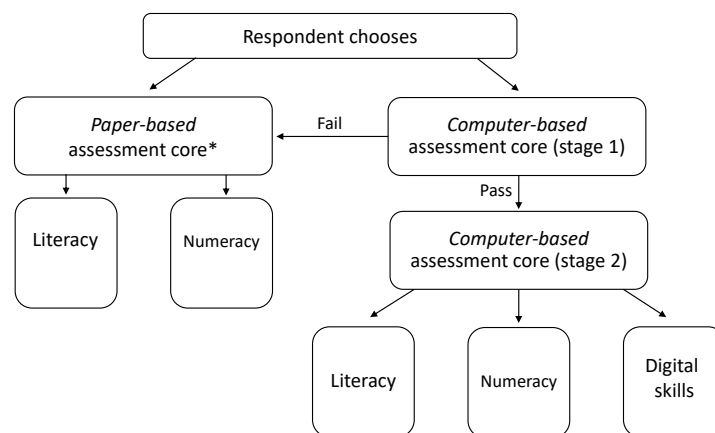 Respondent chooses
Paper-based
assessment core*
Fail
Computer-based
assessment core (stage 1)
Pass
Literacy
Numeracy
Computer-based
assessment core (stage 2)
Literacy
Numeracy
Digital
skills